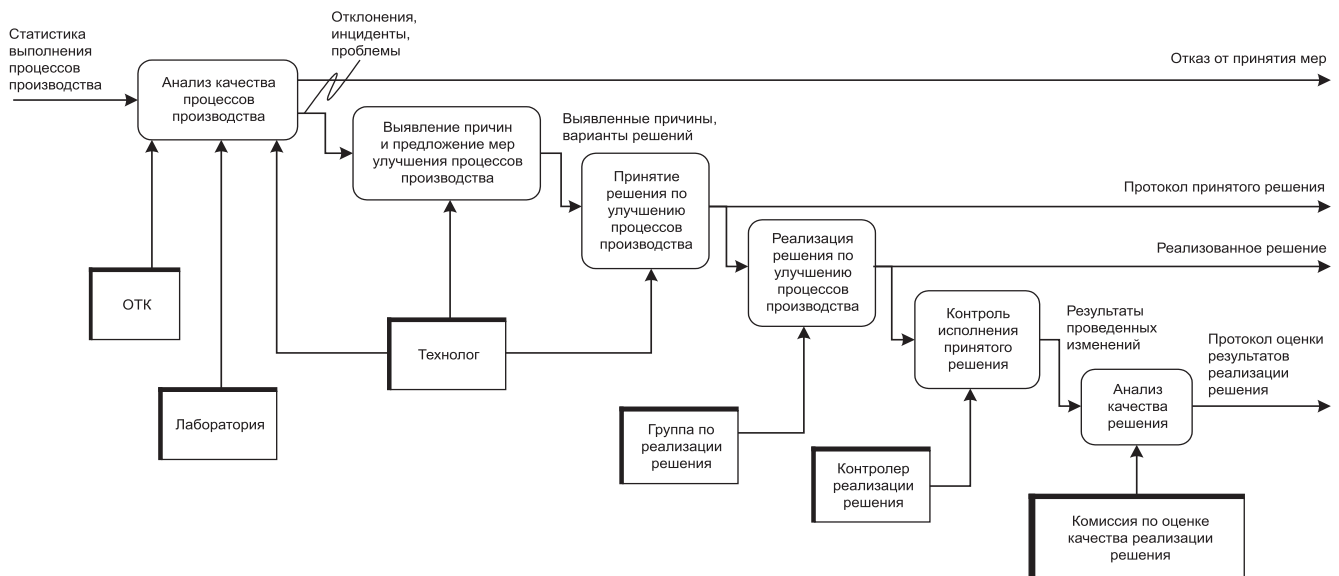 Статистика
выполнения
процессов
производства
Отклонения,
инциденты,
проблемы
Анализ качества
процессов
производства
Отказ от принятия мер
Выявление причин
и предложение мер
улучшения процессов
производства
Выявленные причины,
варианты решений
Принятие
решения по
улучшению
процессов
производства
Протокол принятого решения
Реализация
решения по
улучшению
процессов
производства
Реализованное решение
ОТК
Технолог
Лаборатория
Контроль
исполнения
принятого
решения
Результаты
проведенных
изменений
Протокол оценки
результатов
реализации
решения
Анализ
качества
решения
Группа по
реализации
решения
Контролер
реализации
решения
Комиссия по оценке
качества реализации
решения